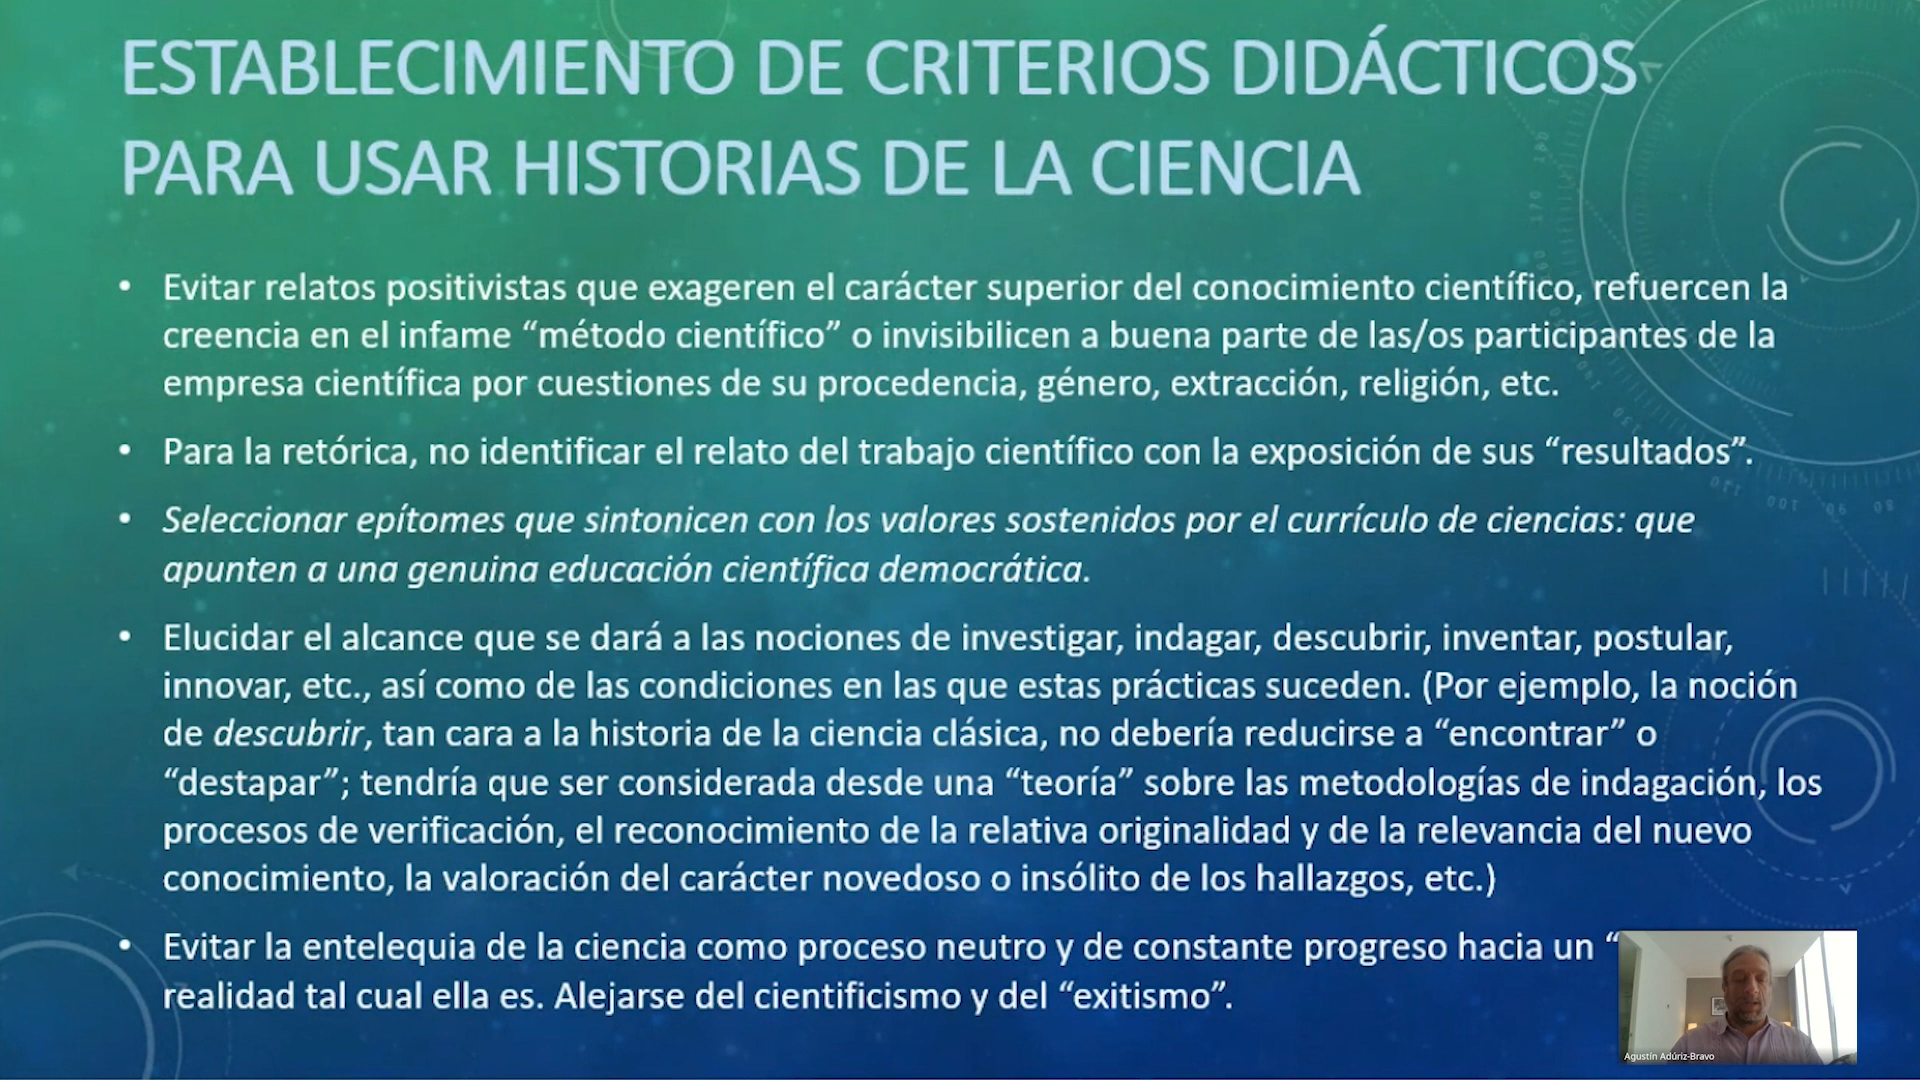 ESTABLECIMIENTO DE CRITERIOS DIDÁCTICOS
PARA USAR HISTORIAS DE LA CIENCIA
• Evitar relatos positivistas que exageren el carácter superior del conocimiento científico, refuercen la
creencia en el infame “método científico” o invisibilicen a buena parte de las/os participantes de la
empresa científica por cuestiones de su procedencia, género, extracción, religión, etc.
• Para la retórica, no identificar el relato del trabajo científico con la exposición de sus “resultados”.
• Seleccionar epítomes que sintonicen con los valores sostenidos por el currículo de ciencias: que
apunten a una genuina educación científica democrática.
• Elucidar el alcance que se dará a las nociones de investigar, indagar, descubrir, inventar, postular,
innovar, etc., así como de las condiciones en las que estas prácticas suceden. (Por ejemplo, la noción
de descubrir, tan cara a la historia de la ciencia clásica, no debería reducirse a “encontrar” o
“destapar”; tendría que ser considerada desde una “teoría” sobre las metodologías de indagación, los
procesos de verificación, el reconocimiento de la relativa originalidad y de la relevancia del nuevo
conocimiento, la valoración del carácter novedoso o insólito de los hallazgos, etc.)
• Evitar la entelequia de la ciencia como proceso neutro y de constante progreso hacia un “
realidad tal cual ella es. Alejarse del cientificismo y del “exitismo”.
Agustín Adúriz-Bravo